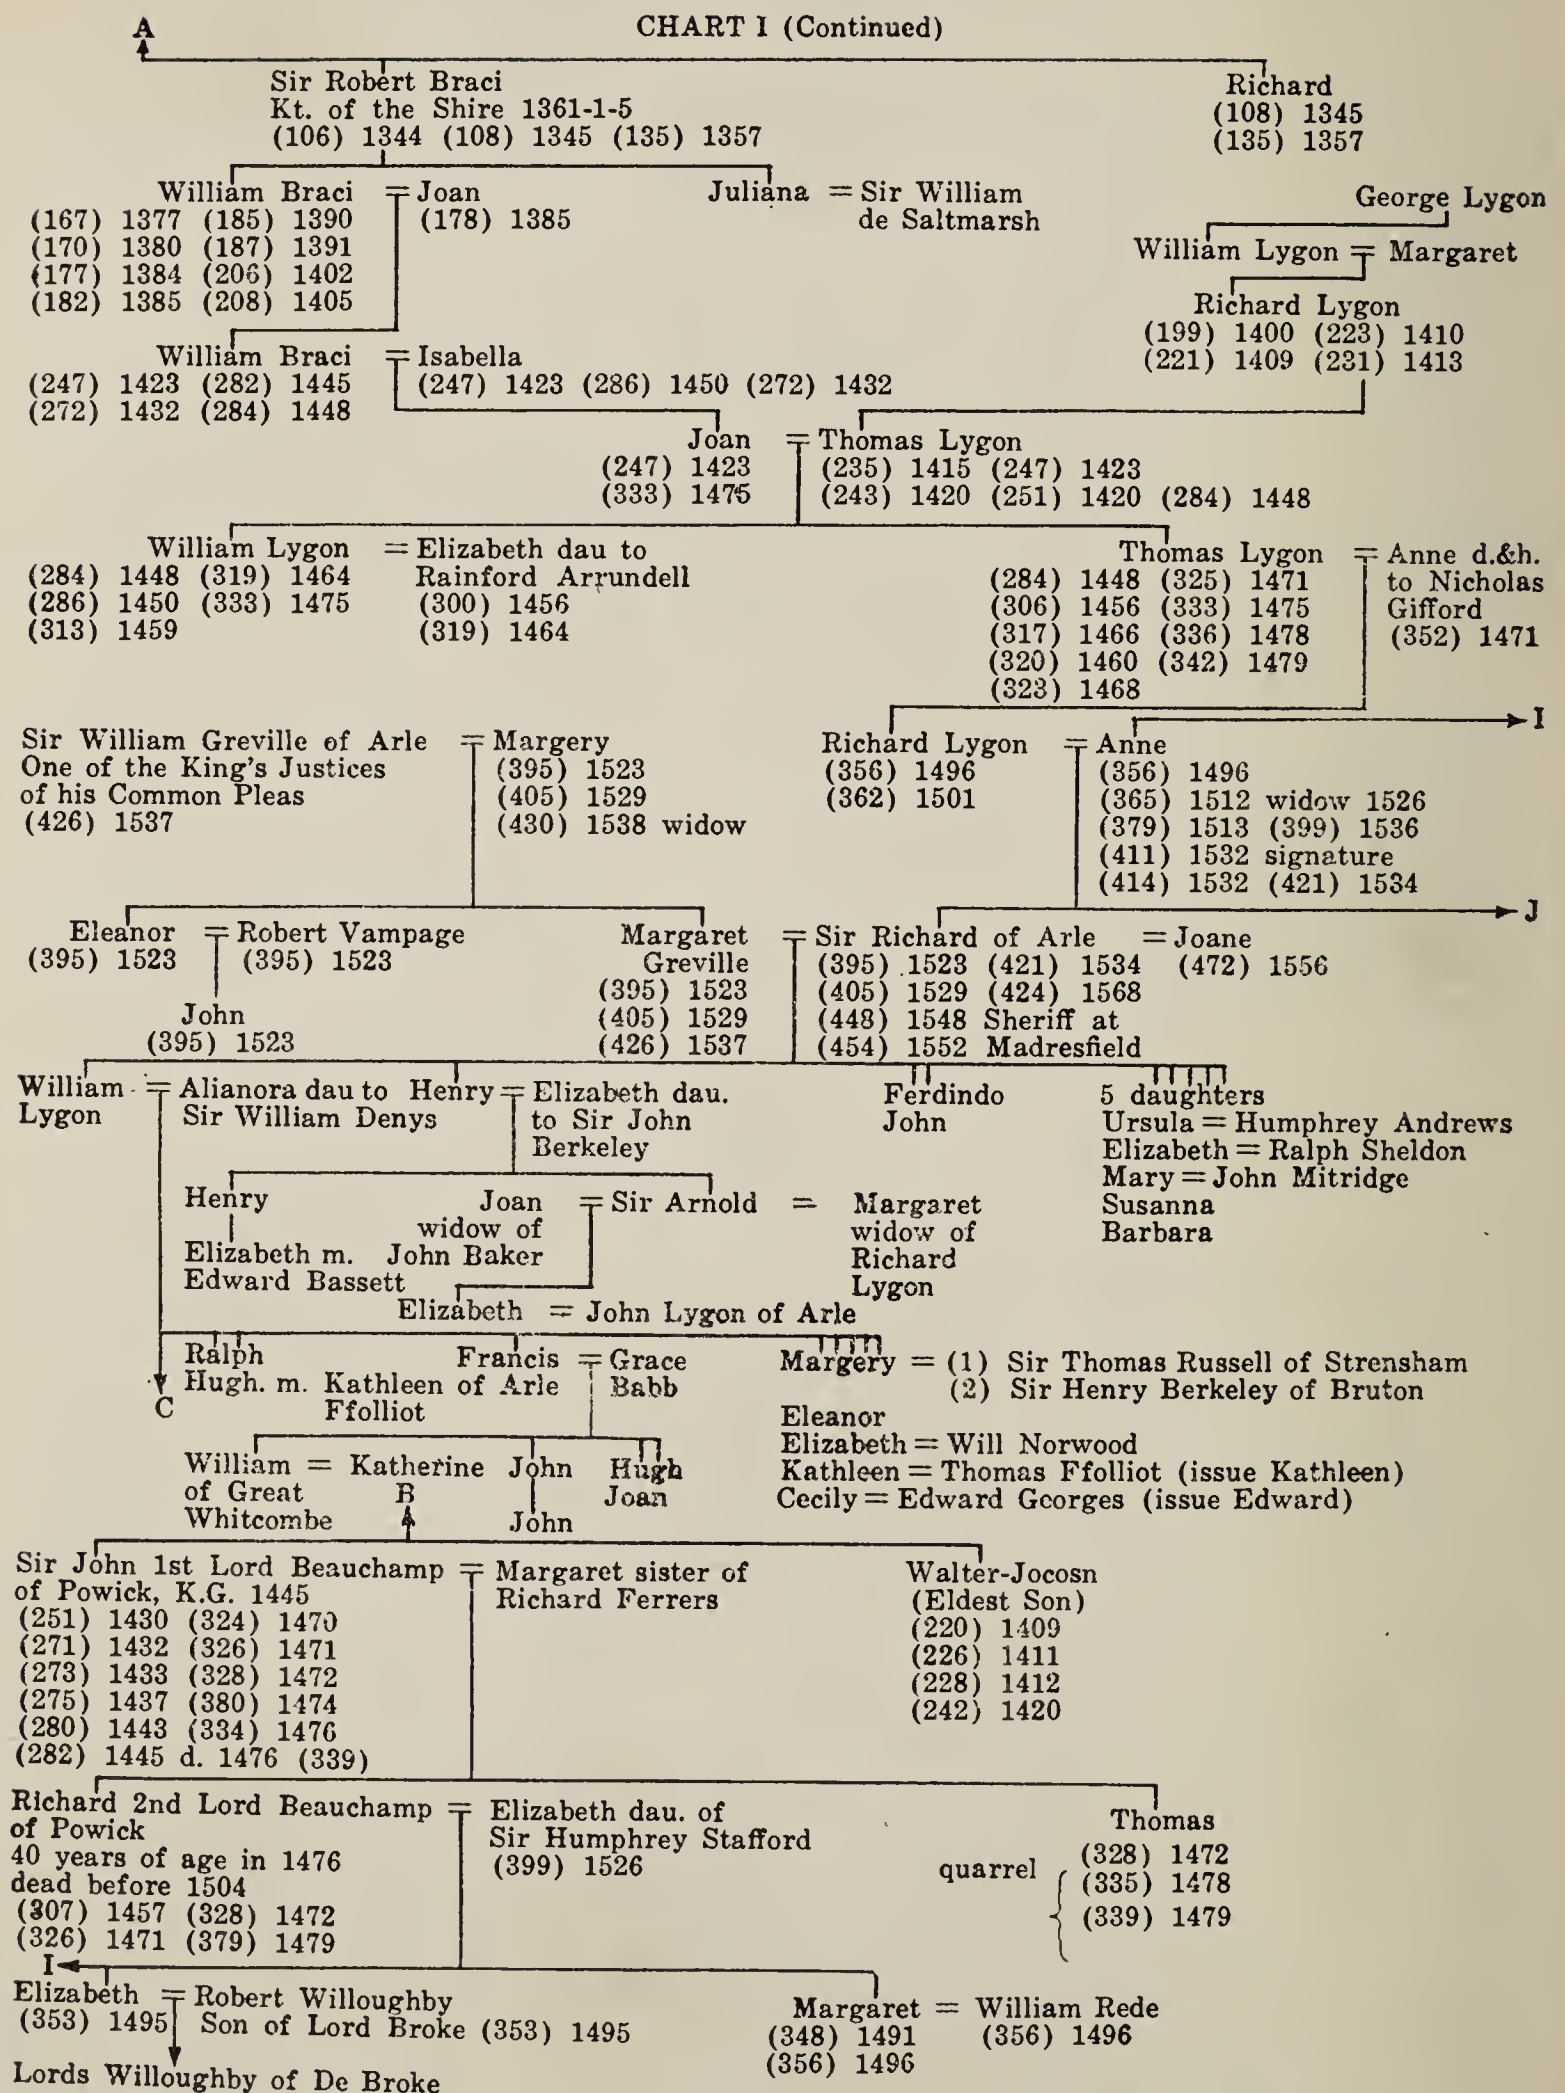 CHART I (Continued)
A
Sir Robert Braci
Kt. of the Shire 1361-1-5
(106) 1344 (108) 1345 (135) 1357
Richard
(108) 1345
(135) 1357
William Braci = Joan
(167) 1377 (185) 1390 (178) 1385
(170) 1380 (187) 1391
(177) 1384 (206) 1402
(182) 1385 (208) 1405
Juliana = Sir William
de Saltmarsh
George Lygon
William Lygon = Margaret
Richard Lygon
(199) 1400 (223) 1410
(221) 1409 (231) 1413
William Braci = Isabella
(247) 1423 (282) 1445 (247) 1423 (286) 1450 (272) 1432
(272) 1432 (284) 1448
Joan = Thomas Lygon
(247) 1423 (235) 1415 (247) 1423
(333) 1475 (243) 1420 (251) 1420 (284) 1448
William Lygon = Elizabeth dau to
(284) 1448 (319) 1464 Rainford Arrundell
(286) 1450 (333) 1475 (300) 1456
(313) 1459 (319) 1464
Thomas Lygon = Anne d.&h.
(284) 1448 (325) 1471 to Nicholas
(306) 1456 (333) 1475 Gifford
(317) 1466 (336) 1478 (352) 1471
(320) 1460 (342) 1479
(323) 1468
I
Sir William Greville of Arle = Margery
One of the King's Justices (395) 1523
of his Common Pleas (405) 1529
(426) 1537 (430) 1538 widow
Richard Lygon = Anne
(356) 1496 (356) 1496
(362) 1501 (365) 1512 widow 1526
(379) 1513 (399) 1536
(411) 1532 signature
(414) 1532 (421) 1534
J
Eleanor = Robert Vampage
(395) 1523 (395) 1523
John
(395) 1523
Margaret = Sir Richard of Arle = Joane
Greville (395) 1523 (421) 1534 (472) 1556
(395) 1523 (405) 1529 (424) 1568
(405) 1529 (448) 1548 Sheriff at
(426) 1537 (454) 1552 Madresfield
William = Alianora dau to Henry = Elizabeth dau.
Lygon Sir William Denys to Sir John
Berkeley
Ferdindo
John
5 daughters
Ursula = Humphrey Andrews
Elizabeth = Ralph Sheldon
Mary = John Mitridge
Susanna
Barbara
Henry Joan = Sir Arnold = Margaret
widow of widow of
Elizabeth m. John Baker Richard
Edward Bassett Lygon
Elizabeth = John Lygon of Arle
Ralph Francis = Grace
Hugh. m. Kathleen of Arle Babb
C Ffolliot
Margery = (1) Sir Thomas Russell of Strensham
(2) Sir Henry Berkeley of Bruton
Eleanor
Elizabeth = Will Norwood
Kathleen = Thomas Ffolliot (issue Kathleen)
Cecily = Edward Georges (issue Edward)
William = Katherine John Hugh
of Great B Joan
Whitcombe John
Sir John 1st Lord Beauchamp = Margaret sister of
of Powick, K.G. 1445 Richard Ferrers
(251) 1430 (324) 1470
(271) 1432 (326) 1471
(273) 1433 (328) 1472
(275) 1437 (380) 1474
(280) 1443 (334) 1476
(282) 1445 d. 1476 (339)
Walter-Jocosn
(Eldest Son)
(220) 1409
(226) 1411
(228) 1412
(242) 1420
Richard 2nd Lord Beauchamp = Elizabeth dau. of
of Powick Sir Humphrey Stafford
40 years of age in 1476 (399) 1526
dead before 1504
(307) 1457 (328) 1472
(326) 1471 (379) 1479
Thomas
(328) 1472
quarrel (335) 1478
(339) 1479
I
Elizabeth = Robert Willoughby
(353) 1495 Son of Lord Broke (353) 1495
Margaret = William Rede
(348) 1491 (356) 1496
(356) 1496
Lords Willoughby of De Broke